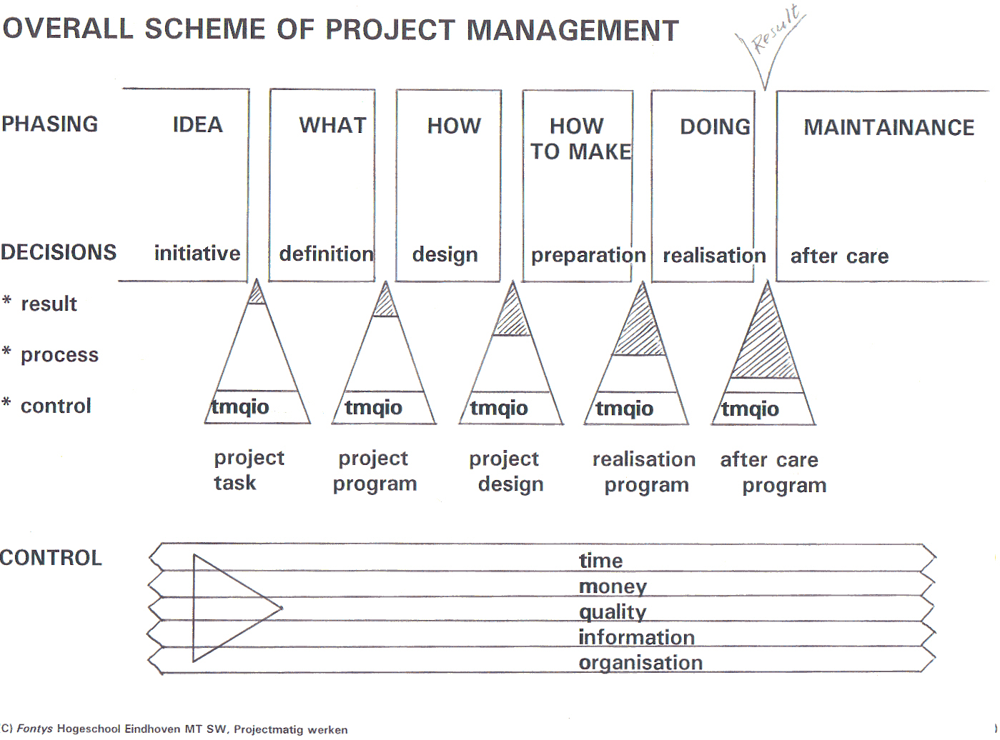 OVERALL SCHEME OF PROJECT MANAGEMENT
Result
PHASING IDEA WHAT HOW HOW DOING MAINTAINANCE
TO MAKE
DECISIONS initiative definition design preparation realisation after care
* result
* process
* control tmqio tmqio tmqio tmqio tmqio
project project project realisation after care
task program design program program
CONTROL time
money
quality
information
organisation
(C) Fontys Hogeschool Eindhoven MT SW, Projectmatig werken